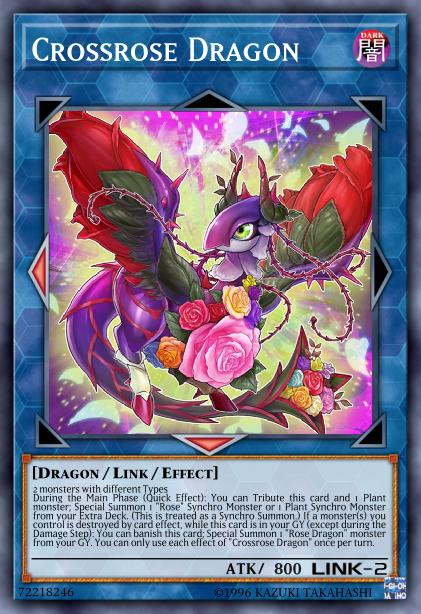 Crossrose Dragon
DARK
闇
[Dragon / Link / Effect]
2 monsters with different Types
During the Main Phase (Quick Effect): You can Tribute this card and 1 Plant
monster; Special Summon 1 "Rose" Synchro Monster or 1 Plant Synchro Monster
from your Extra Deck. (This is treated as a Synchro Summon.) If a monster(s) you
control is destroyed by card effect, while this card is in your GY (except during the
Damage Step): You can banish this card; Special Summon 1 "Rose Dragon" monster
from your GY. You can only use each effect of "Crossrose Dragon" once per turn.
ATK/ 800 LINK-2
72218246 ©1996 KAZUKI TAKAHASHI